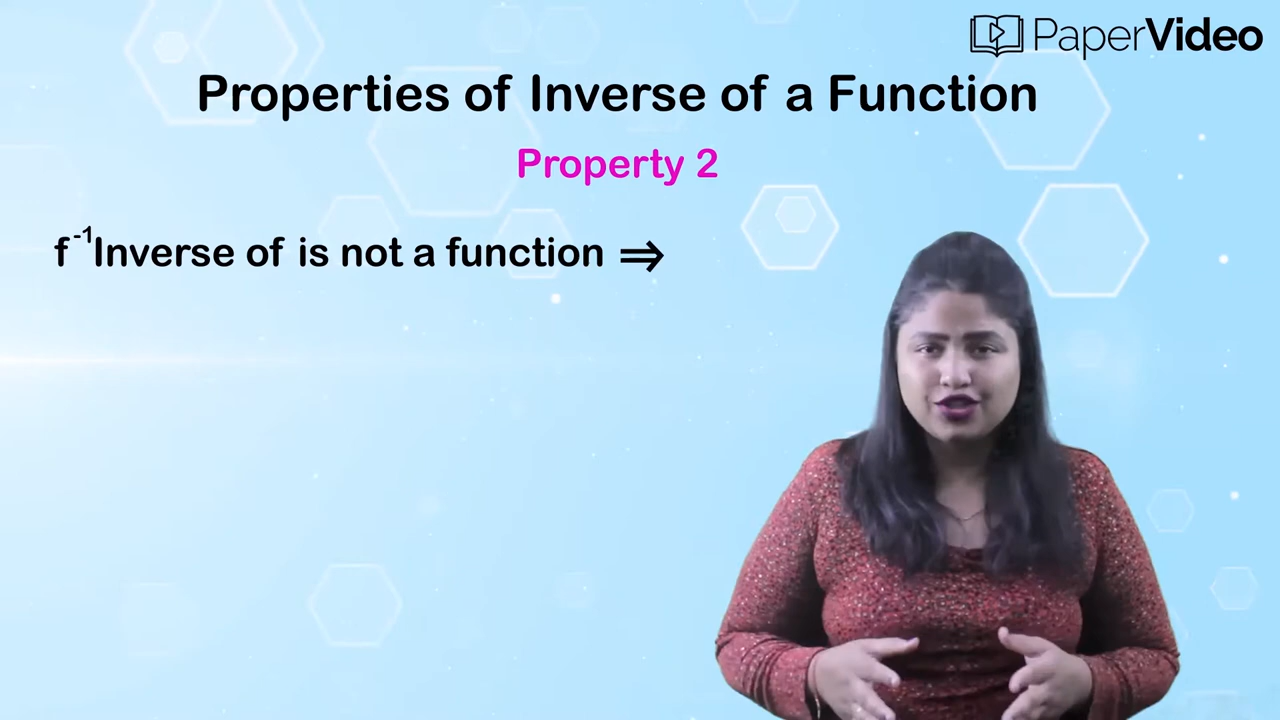 PaperVideo
Properties of Inverse of a Function
Property 2
f⁻¹Inverse of is not a function ⇒